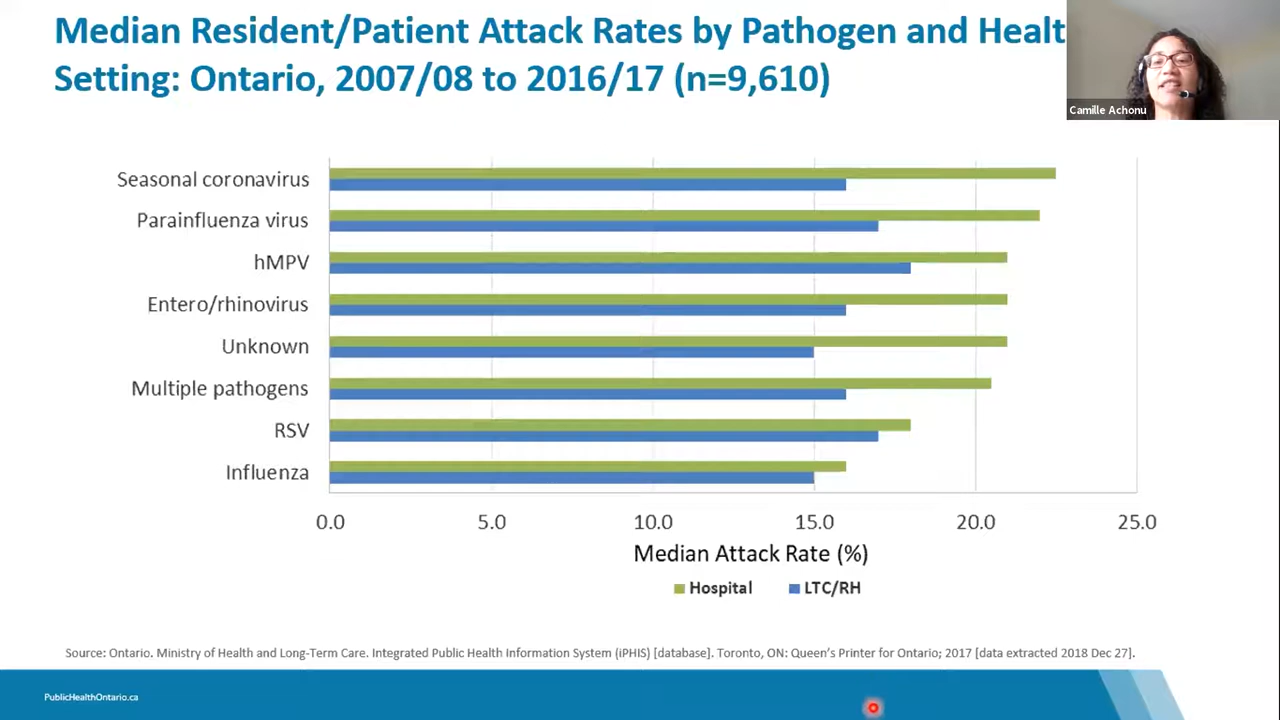 Median Resident/Patient Attack Rates by Pathogen and Healt
Setting: Ontario, 2007/08 to 2016/17 (n=9,610)
Camille Achonu
Seasonal coronavirus
Parainfluenza virus
hMPV
Entero/rhinovirus
Unknown
Multiple pathogens
RSV
Influenza
0.0 5.0 10.0 15.0 20.0 25.0
Median Attack Rate (%)
Hospital LTC/RH
Source: Ontario. Ministry of Health and Long-Term Care. Integrated Public Health Information System (iPHIS) [database]. Toronto, ON: Queen's Printer for Ontario; 2017 [data extracted 2018 Dec 27].
PublicHealthOntario.ca